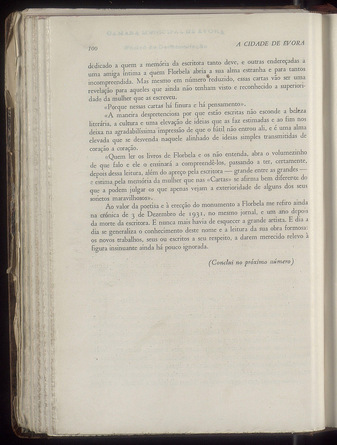 100
A CIDADE DE EVORA
dedicado a quem a memória da escritora tanto deve, e outras endereçadas a
uma antiga íntima a quem Florbela abria a sua alma estranha e para tantos
incompreendida. Mas mesmo em número reduzido, essas cartas vão ser uma
revelação para aqueles que ainda não tenham visto e reconhecido a superiori-
dade da mulher que as escreveu.
«Porque nessas cartas há finura e há pensamento».
«A maneira despretenciosa por que estão escritas não esconde a beleza
literária, a cultura e uma elevação de idéias que as faz estimadas e ao fim nos
deixa na agradabilíssima impressão de que o fútil não entrou ali, e é uma alma
elevada que se desvenda naquele alinhado de idéias simples transmitidas de
coração a coração.
«Quem ler os livros de Florbela e os não entenda, abra o volumezinho
de que falo e ele o ensinará a compreendê-los, passando a ter, certamente,
depois dessa leitura, além do apreço pela escritora — grande entre as grandes —
e estima pela memória da mulher que nas «Cartas» se afirma bem diferente do
que a podem julgar os que apenas vejam a exterioridade de alguns dos seus
sonetos maravilhosos».
Ao valor da poetisa e à erecção do monumento a Florbela me refiro ainda
na crónica de 3 de Dezembro de 1931, no mesmo jornal, e um ano depois
da morte da escritora. E nunca mais havia de esquecer a grande artista. E dia a
dia se generaliza o conhecimento deste nome e a leitura da sua obra formosa:
os novos trabalhos, seus ou escritos a seu respeito, a darem merecido relevo à
figura insinuante ainda há pouco ignorada.
(Conclui no próximo número)